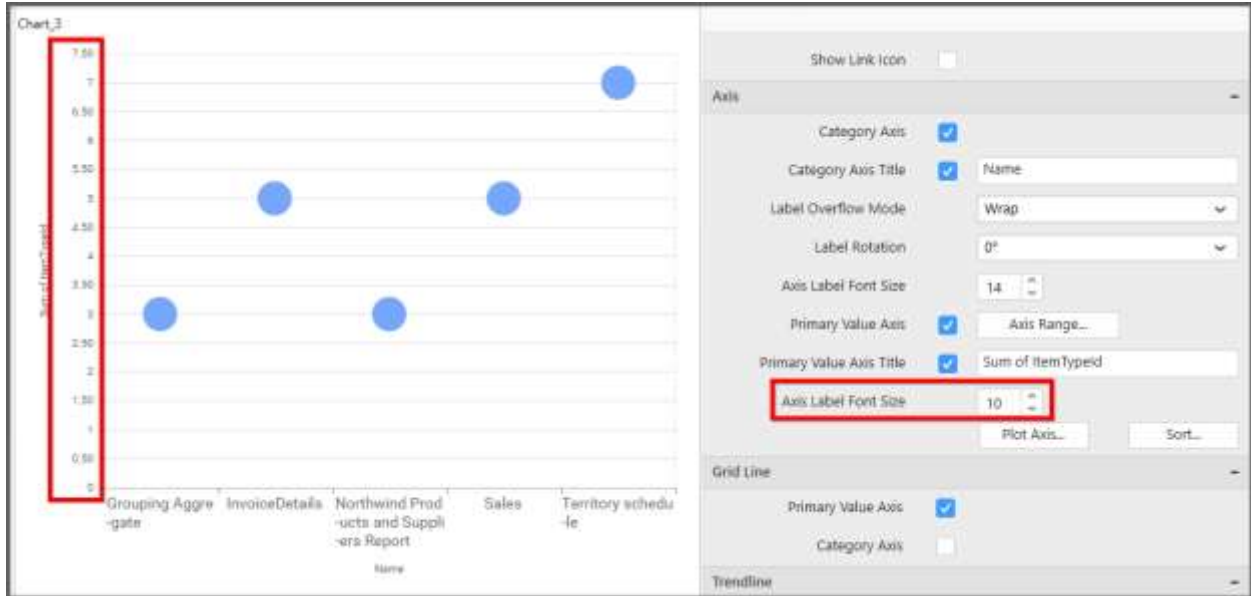 Chart_3
7.50
7
6.50
6
5.50
5
4.50
4
3.50
3
2.50
2
1.50
1
0.50
0
Sum of ItemTypeId
Grouping Aggre
-gate
InvoiceDetails
Northwind Prod
-ucts and Suppli
-ers Report
Sales
Territory schedu
-le
Name
Show Link Icon
Axis
Category Axis
Category Axis Title Name
Label Overflow Mode Wrap
Label Rotation 0°
Axis Label Font Size 14
Primary Value Axis Axis Range...
Primary Value Axis Title Sum of ItemTypeId
Axis Label Font Size 10
Plot Axis... Sort...
Grid Line
Primary Value Axis
Category Axis
Trendline